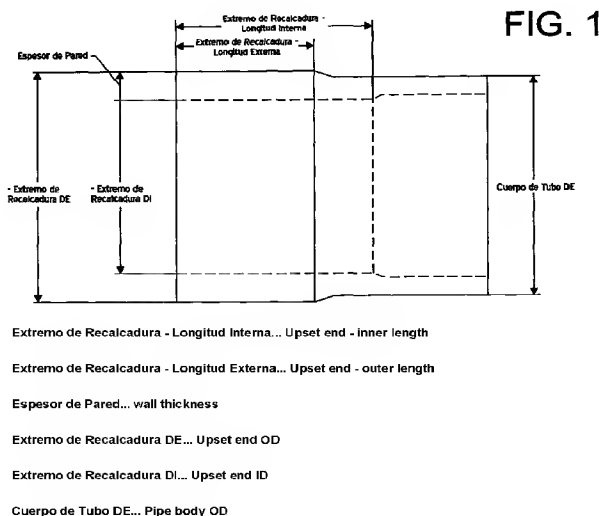 FIG. 1
Extremo de Recalcadura -
Longitud Interna
Extremo de Recalcadura -
Longitud Externa
Espesor de Pared
- Extremo de
Recalcadura DE
- Extremo de
Recalcadura DI
Cuerpo de Tubo DE
Extremo de Recalcadura - Longitud Interna... Upset end - inner length
Extremo de Recalcadura - Longitud Externa... Upset end - outer length
Espesor de Pared... wall thickness
Extremo de Recalcadura DE... Upset end OD
Extremo de Recalcadura DI... Upset end ID
Cuerpo de Tubo DE... Pipe body OD